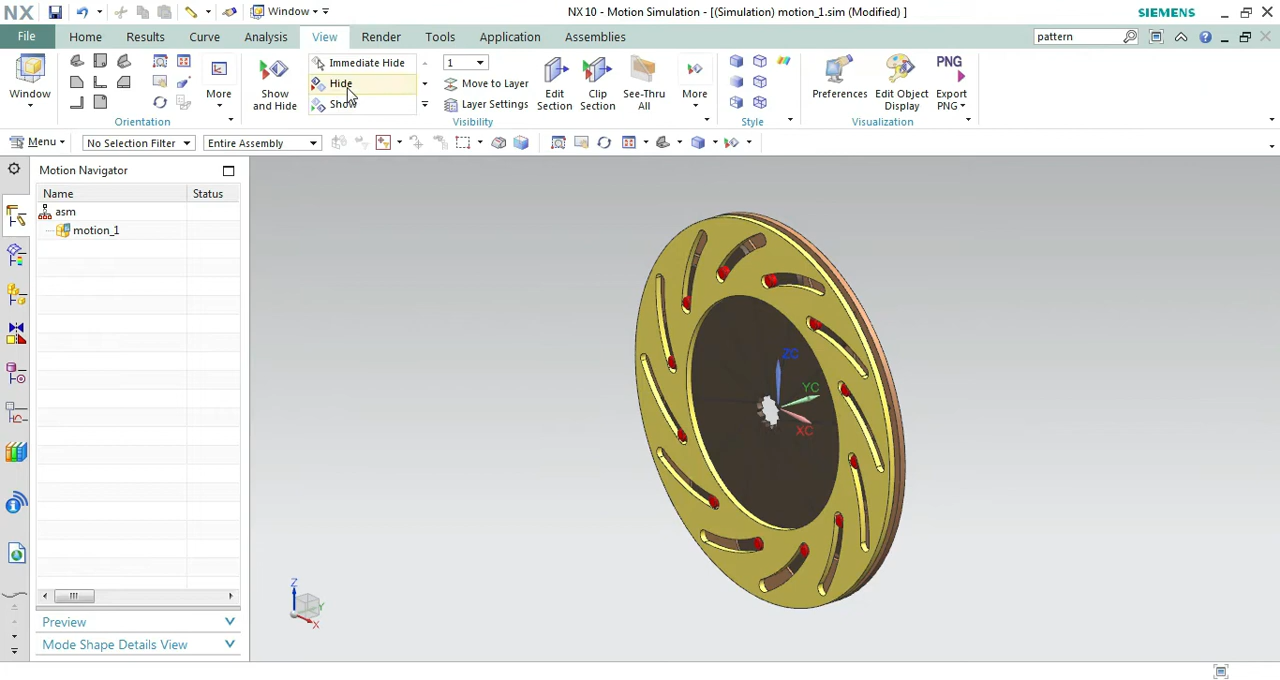 NX
Window
NX 10 - Motion Simulation - [(Simulation) motion_1.sim (Modified) ]
SIEMENS
File
Home
Results
Curve
Analysis
View
Render
Tools
Application
Assemblies
pattern
Window
More
Orientation
Show and Hide
Immediate Hide
Hide
Show
1
Move to Layer
Layer Settings
Edit Section
Clip Section
See-Thru All
More
Visibility
Style
Preferences
Edit Object Display
PNG
Export PNG
Visualization
Menu
No Selection Filter
Entire Assembly
Motion Navigator
Name
Status
asm
motion_1
ZC
YC
XC
Z
Y
X
Preview
Mode Shape Details View